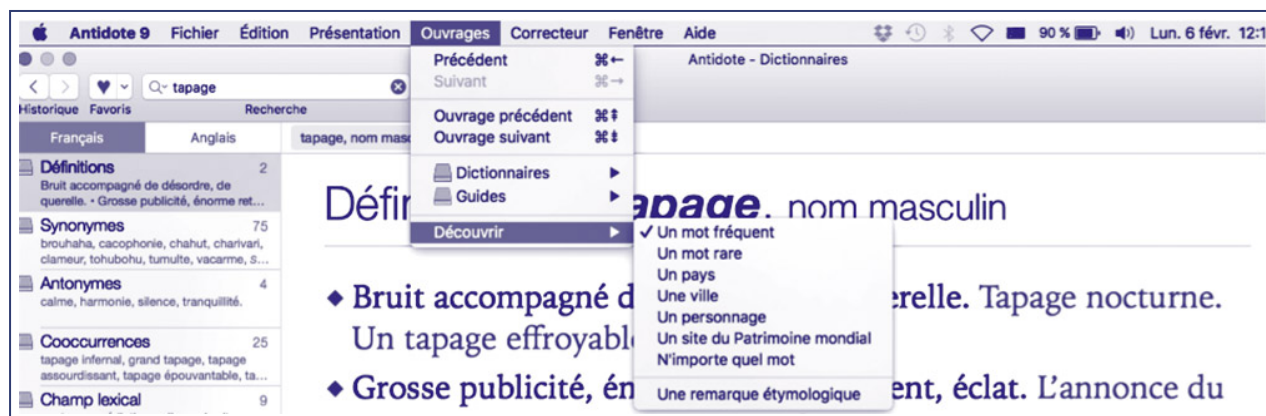 Antidote 9 Fichier Édition Présentation Ouvrages Correcteur Fenêtre Aide 90 % Lun. 6 févr. 12:1
Antidote - Dictionnaires
tapage
Historique Favoris Recherche
Français Anglais
Définitions 2
Bruit accompagné de désordre, de
querelle. • Grosse publicité, énorme ret...
Synonymes 75
brouhaha, cacophonie, chahut, charivari,
clameur, tohubohu, tumulte, vacarme, s...
Antonymes 4
calme, harmonie, silence, tranquillité.
Cooccurrences 25
tapage infernal, grand tapage, tapage
assourdissant, tapage épouvantable, ta...
Champ lexical 9
Précédent ⌘←
Suivant ⌘→
Ouvrage précédent ⌘⇞
Ouvrage suivant ⌘⇟
Dictionnaires
Guides
Découvrir
✓ Un mot fréquent
Un mot rare
Un pays
Une ville
Un personnage
Un site du Patrimoine mondial
N'importe quel mot
Une remarque étymologique
tapage, nom masc
Défi apage, nom masculin
◆ Bruit accompagné d erelle. Tapage nocturne.
Un tapage effroyabl
◆ Grosse publicité, én ent, éclat. L'annonce du